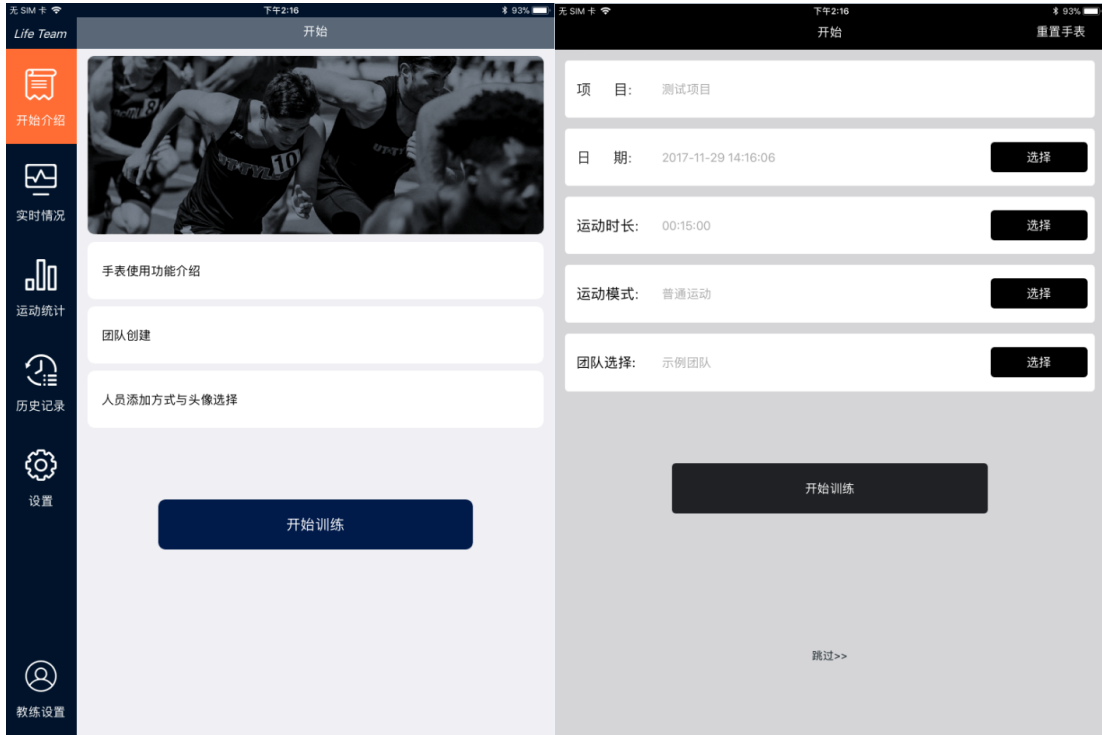 无 SIM 卡 下午2:16 93%
Life Team 开始
开始介绍
实时情况
运动统计
历史记录
设置
教练设置
10
手表使用功能介绍
团队创建
人员添加方式与头像选择
开始训练
无 SIM 卡 下午2:16 93%
开始 重置手表
项 目: 测试项目
日 期: 2017-11-29 14:16:06 选择
运动时长: 00:15:00 选择
运动模式: 普通运动 选择
团队选择: 示例团队 选择
开始训练
跳过>>